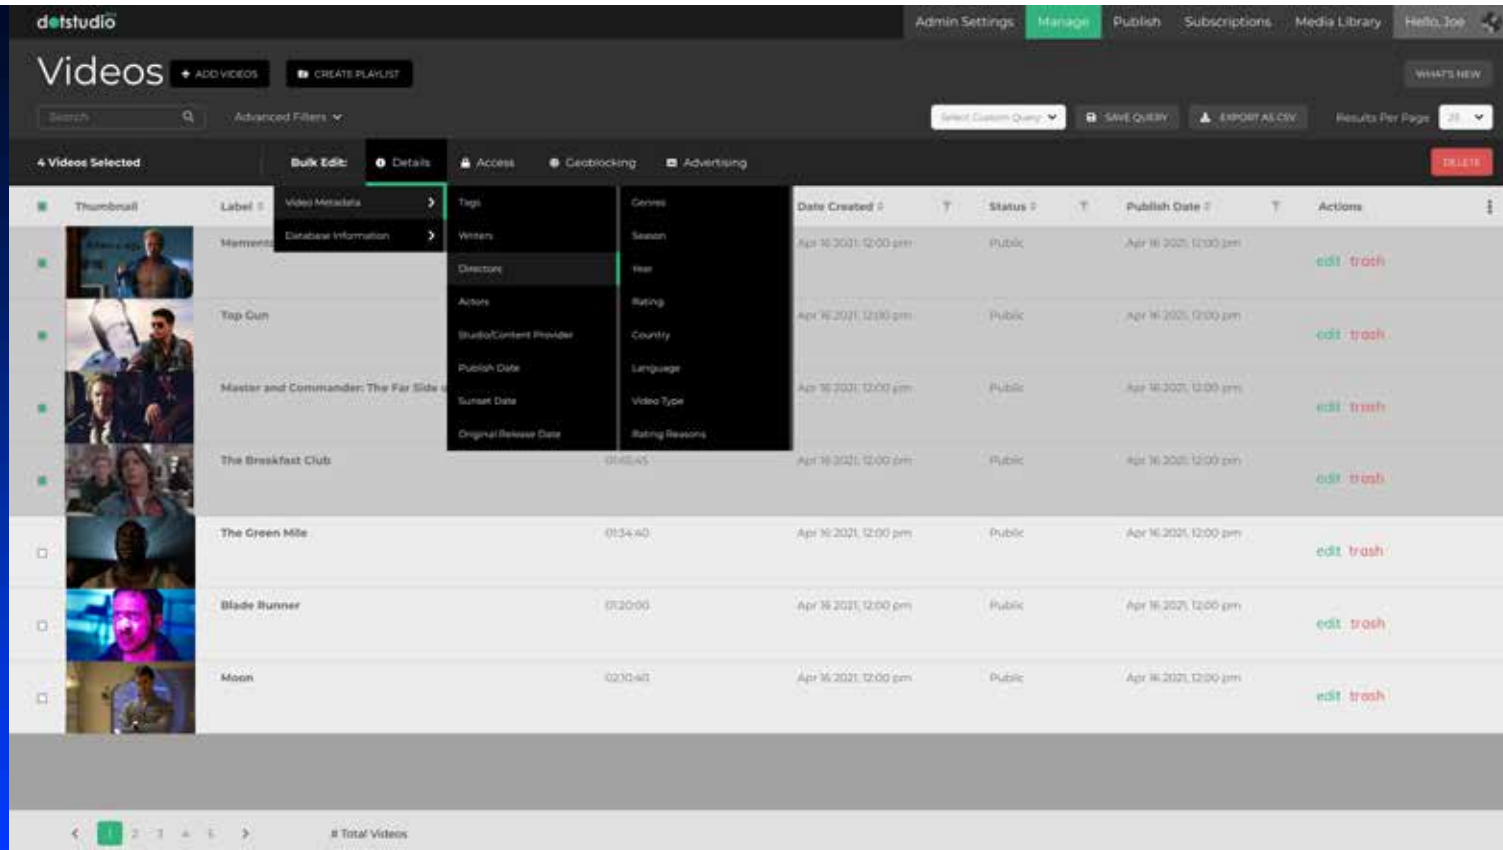 dotstudio
Admin Settings Manage Publish Subscriptions Media Library Hello, Joe
Videos + ADD VIDEOS CREATE PLAYLIST WHAT'S NEW
Search Advanced Filters Select Custom Query SAVE QUERY EXPORT AS CSV Results Per Page
4 Videos Selected Bulk Edit: Details Access Geoblocking Advertising DELETE
Thumbnail Label Video Metadata Tags Genres Date Created Status Publish Date Actions
Database Information Writers Season
Memento Apr 16 2021, 12:00 pm Public Apr 16 2021, 12:00 pm edit trash
Directors Year
Actors Rating
Top Gun Apr 16 2021, 12:00 pm Public Apr 16 2021, 12:00 pm edit trash
Studio/Content Provider Country
Publish Date Language
Master and Commander: The Far Side Apr 16 2021, 12:00 pm Public Apr 16 2021, 12:00 pm edit trash
Sunset Date Video Type
Original Release Date Rating Reasons
The Breakfast Club Apr 16 2021, 12:00 pm Public Apr 16 2021, 12:00 pm edit trash
The Green Mile 01:34:40 Apr 16 2021, 12:00 pm Public Apr 16 2021, 12:00 pm edit trash
Blade Runner 01:20:00 Apr 16 2021, 12:00 pm Public Apr 16 2021, 12:00 pm edit trash
Moon 02:10:40 Apr 16 2021, 12:00 pm Public Apr 16 2021, 12:00 pm edit trash
1 2 3 4 5 # Total Videos